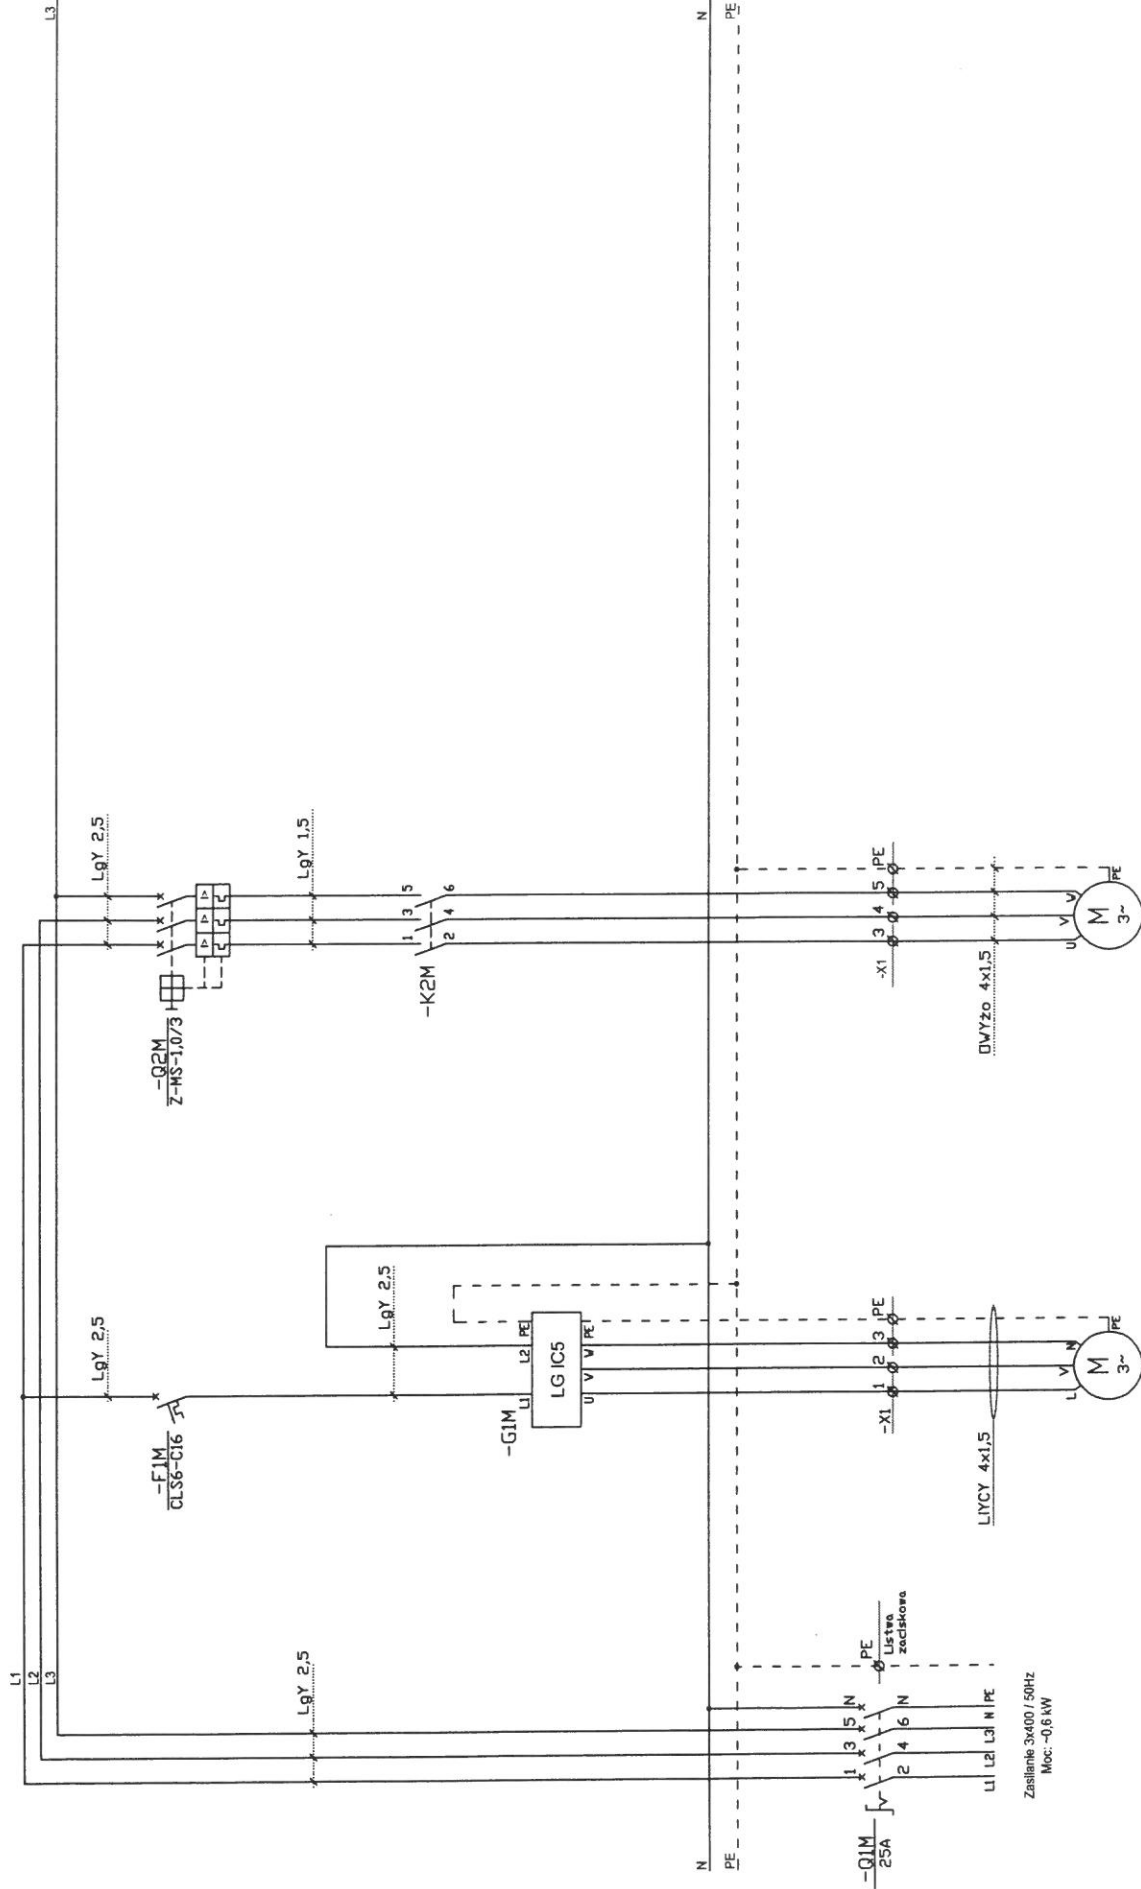 L1
L2
L3
L3
LgY 2,5
-Q1M
25A
1 3 5 N
2 4 6 N
PE
Listwa
zaciskowa
L1 L2 L3 N PE
Zasilanie 3x400 / 50Hz
Moc: ~0,6 kW
N
PE
N
PE
LgY 2,5
-F1M
CLS6-C16
LgY 2,5
-G1M
L1 L2 PE
LG IC5
U V W PE
-X1
1 2 3 PE
LIYCY 4x1,5
L V N PE
M
3~
LgY 2,5
-Q2M
Z-MS-1,0/3
LgY 1,5
-K2M
1 3 5
2 4 6
-X1
3 4 5 PE
OWYżo 4x1,5
U V W PE
M
3~